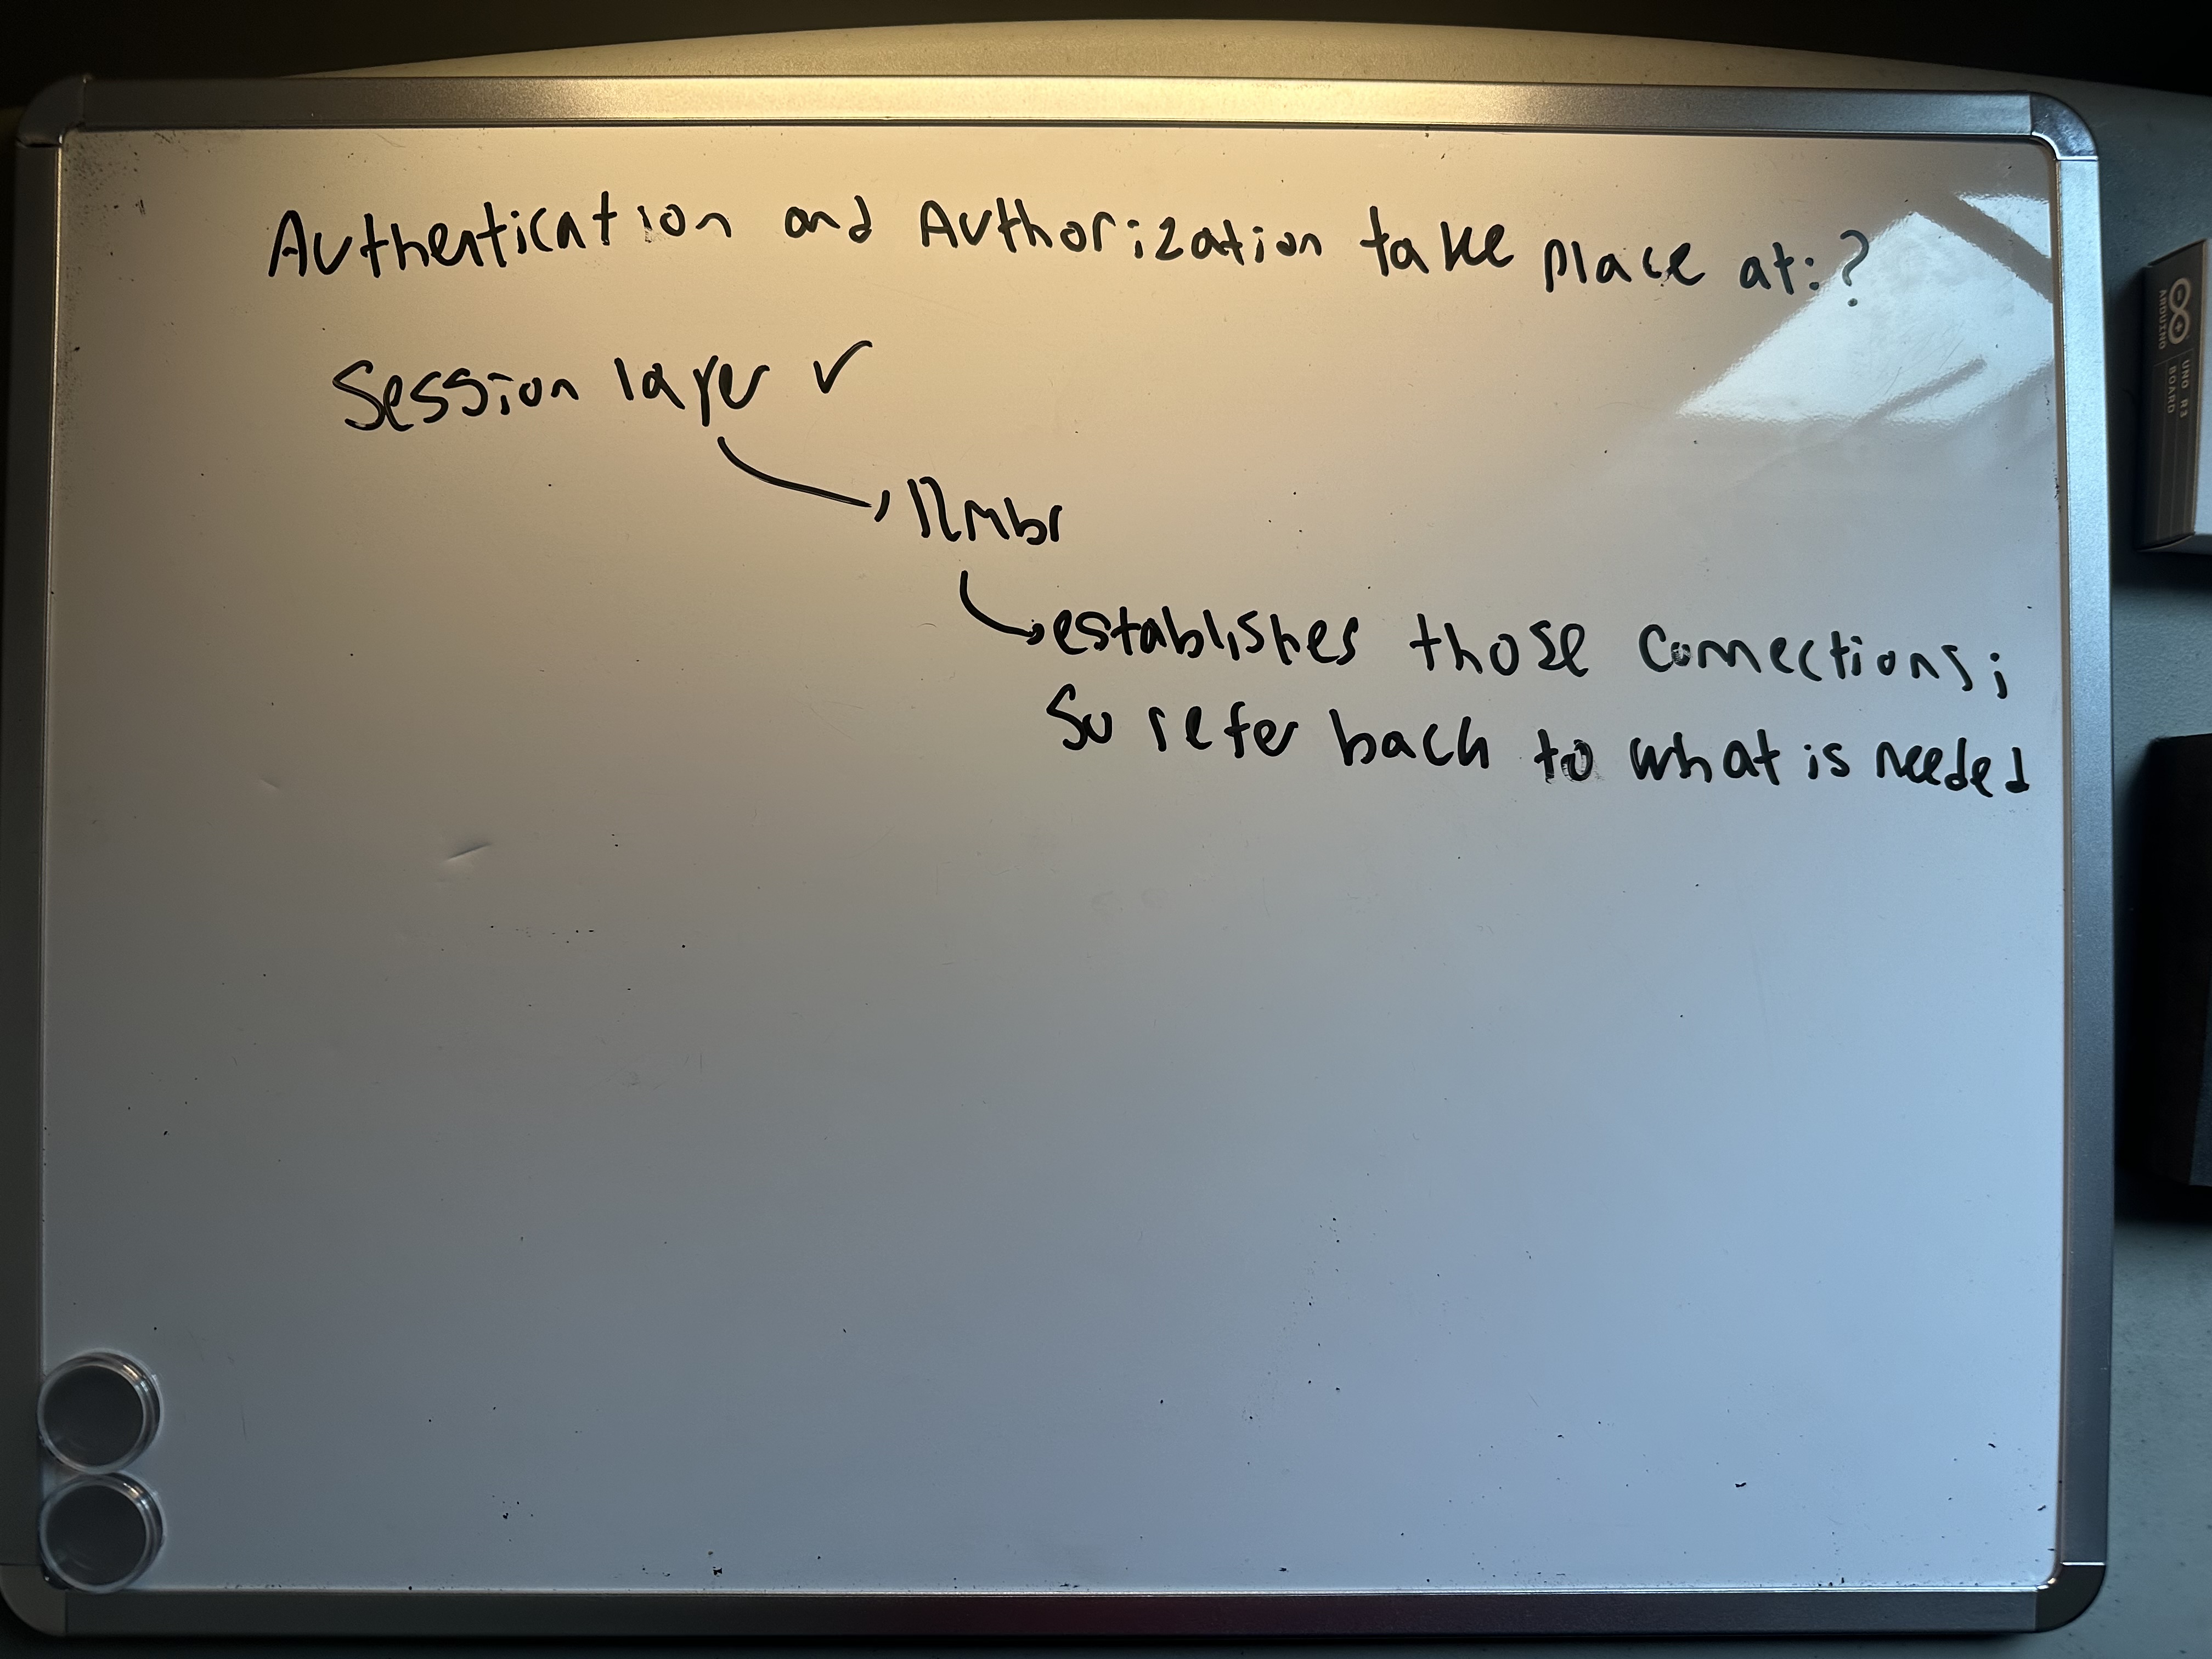 Authentication and Authorization take place at:?
Session layer ✓
Rmbr
establishes those connections;
So refer back to what is needed
ARDUINO
UNO R3
BOARD